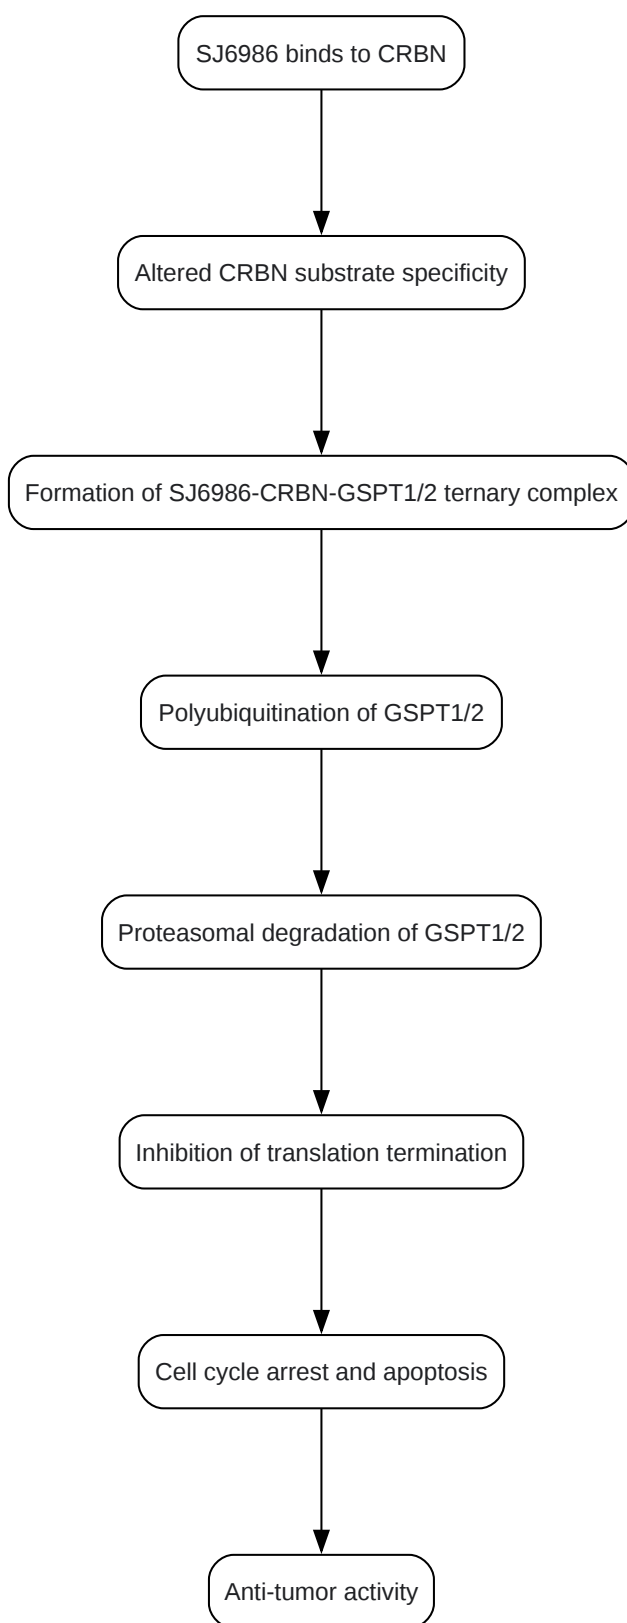 SJ6986 binds to CRBN
Altered CRBN substrate specificity
Formation of SJ6986-CRBN-GSPT1/2 ternary complex
Polyubiquitination of GSPT1/2
Proteasomal degradation of GSPT1/2
Inhibition of translation termination
Cell cycle arrest and apoptosis
Anti-tumor activity